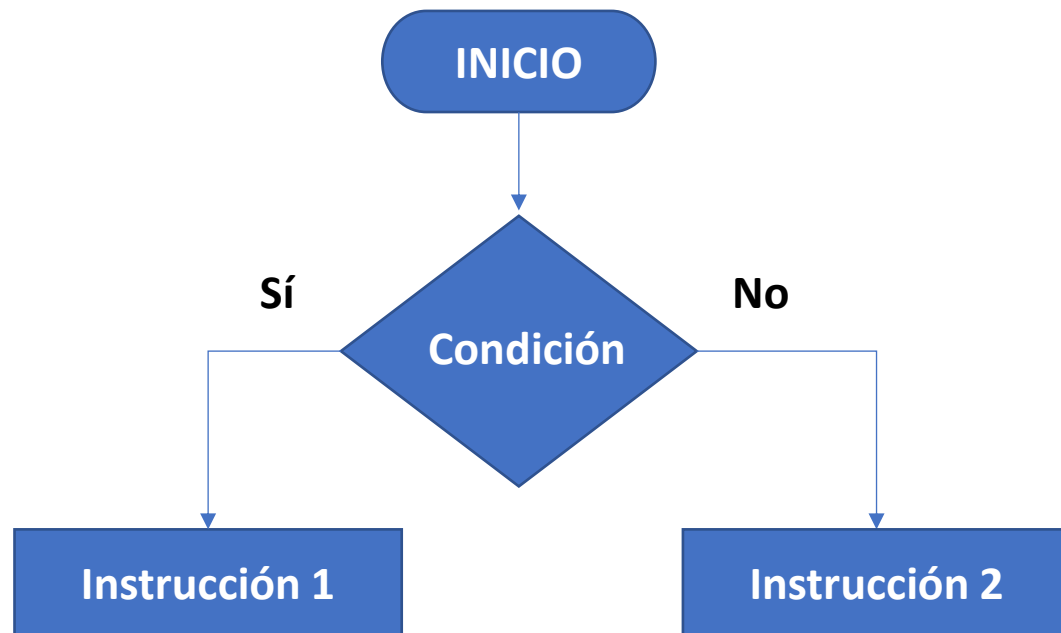 INICIO
Sí
No
Condición
Instrucción 1
Instrucción 2